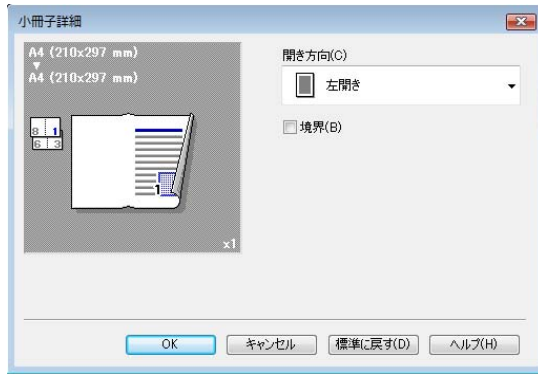 小冊子詳細
A4 (210x297 mm)
A4 (210x297 mm)
8 1
6 3
1
x1
開き方向(C)
左開き
境界(B)
OK
キャンセル
標準に戻す(D)
ヘルプ(H)